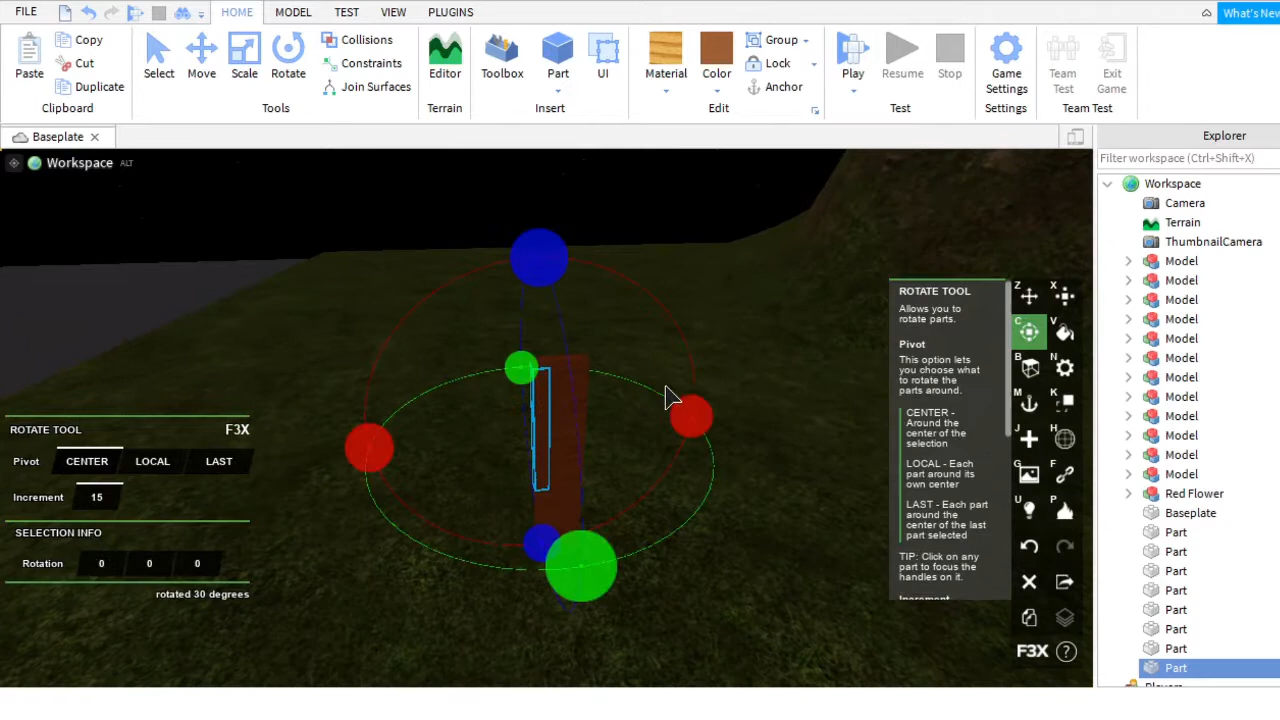 FILE HOME MODEL TEST VIEW PLUGINS What's New
Copy
Cut
Duplicate
Paste
Clipboard
Select Move Scale Rotate
Collisions
Constraints
Join Surfaces
Tools
Editor
Terrain
Toolbox Part UI
Insert
Material Color
Group
Lock
Anchor
Edit
Play Resume Stop
Test
Game
Settings
Settings
Team
Test
Exit
Game
Team Test
Baseplate
Workspace ALT
Explorer
Filter workspace (Ctrl+Shift+X)
Workspace
Camera
Terrain
ThumbnailCamera
Model
Model
Model
Model
Model
Model
Model
Model
Model
Model
Model
Model
Red Flower
Baseplate
Part
Part
Part
Part
Part
Part
Part
Part
ROTATE TOOL F3X
Pivot CENTER LOCAL LAST
Increment 15
SELECTION INFO
Rotation 0 0 0
rotated 30 degrees
ROTATE TOOL
Allows you to
rotate parts.
Pivot
This option lets
you choose what
to rotate the
parts around.
CENTER -
Around the
center of the
selection
LOCAL - Each
part around its
own center
LAST - Each part
around the
center of the last
part selected
TIP: Click on any
part to focus the
handles on it.
Increment
Z X
C V
B N
M K
J H
G F
U P
F3X ?